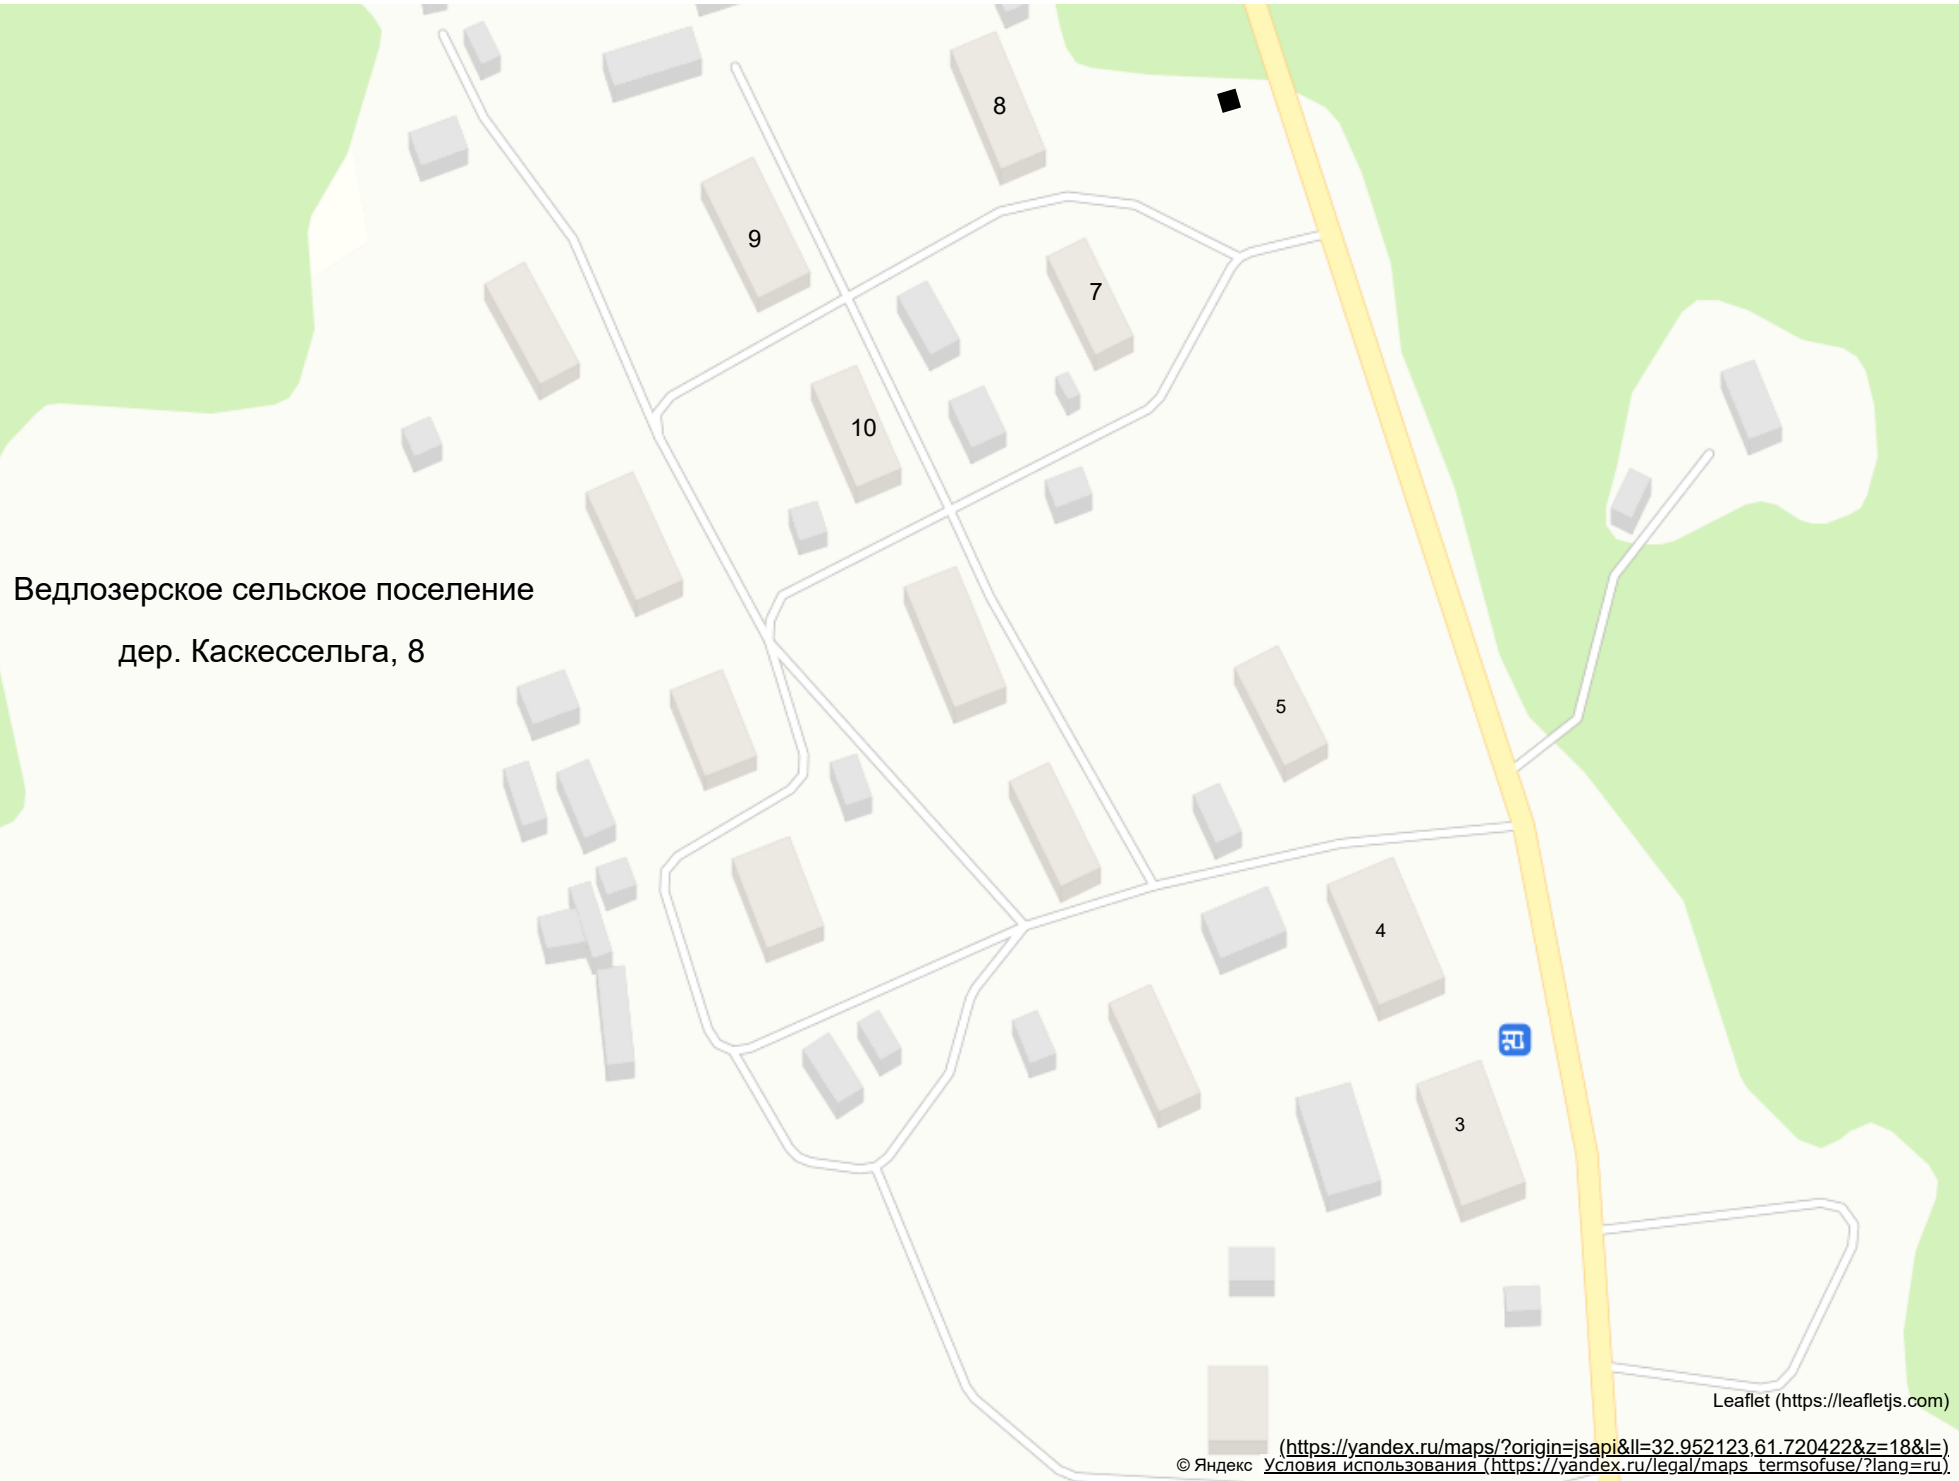 8
9
7
10
Ведлозерское сельское поселение
дер. Каскессельга, 8
5
4
3
Leaflet (https://leafletjs.com)
(https://yandex.ru/maps/?origin=jsapi&ll=32.952123,61.720422&z=18&l=)
© Яндекс Условия использования (https://yandex.ru/legal/maps_termsofuse/?lang=ru)